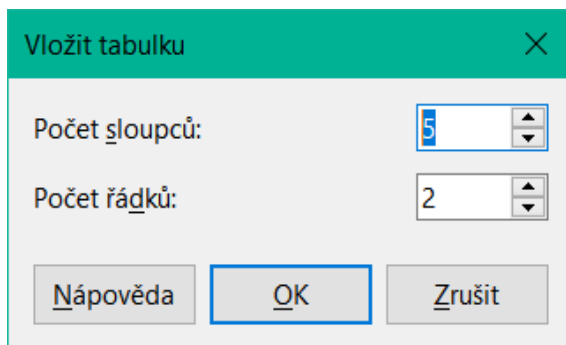 Vložit tabulku
Počet sloupců: 5
Počet řádků: 2
Nápověda OK Zrušit